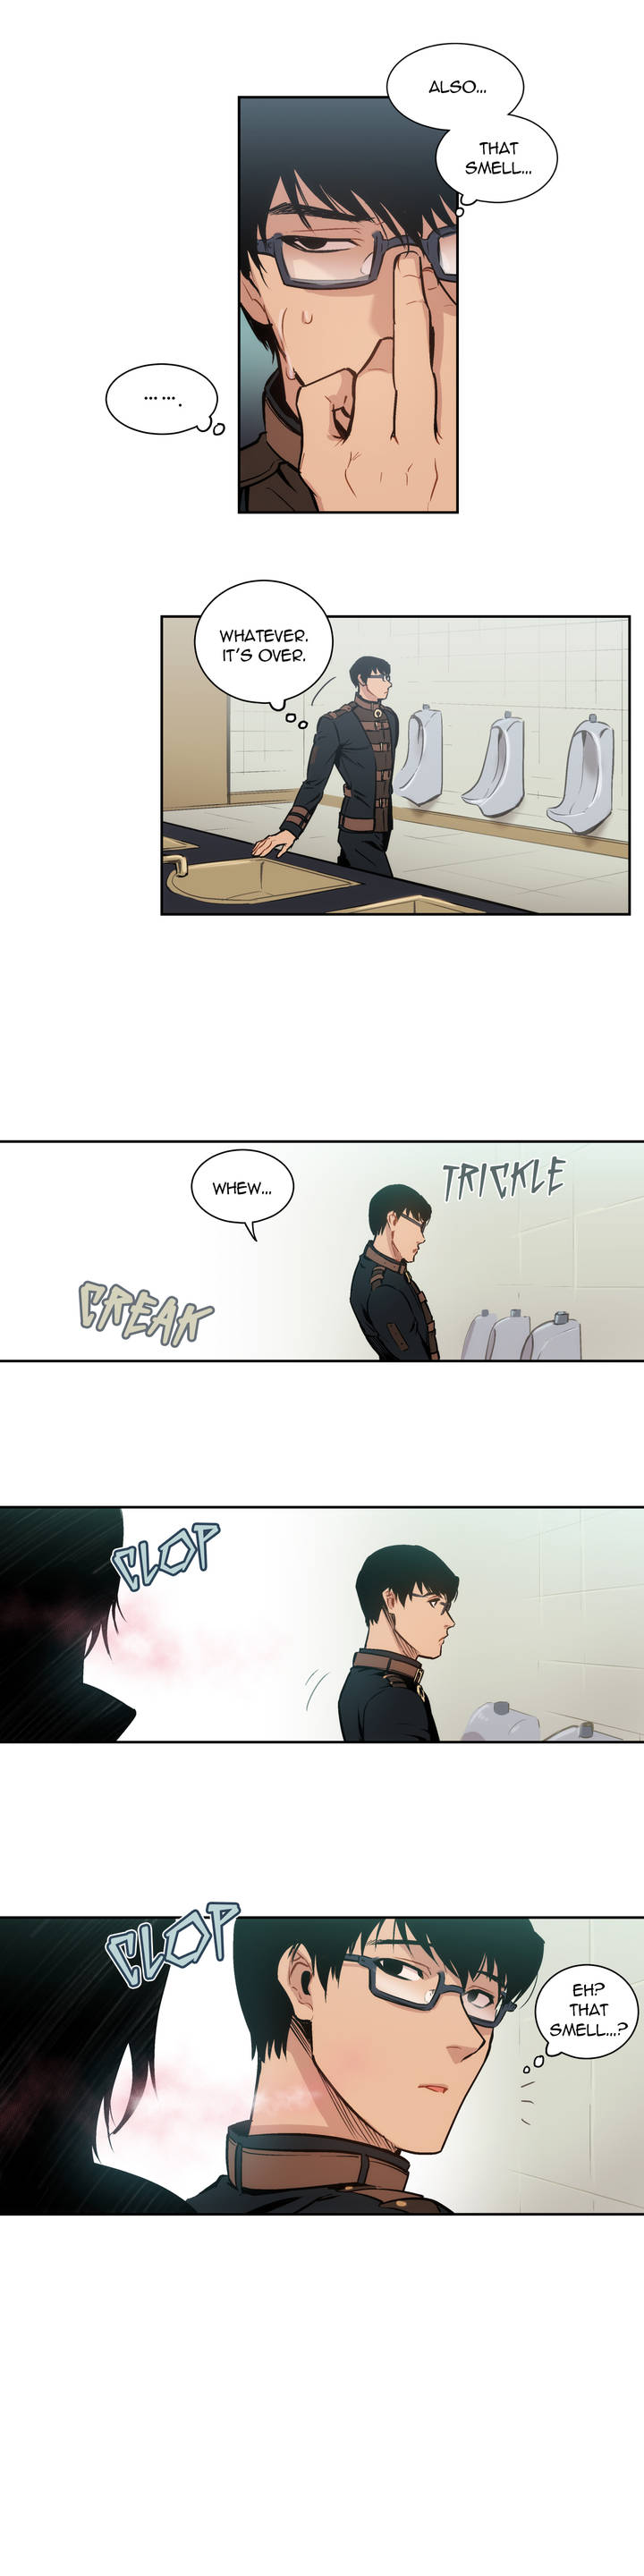 ALSO...
THAT
SMELL...
... ... .
WHATEVER.
IT'S OVER.
WHEW...
TRICKLE
CREAK
CLOP
CLOP
EH?
THAT
SMELL...?